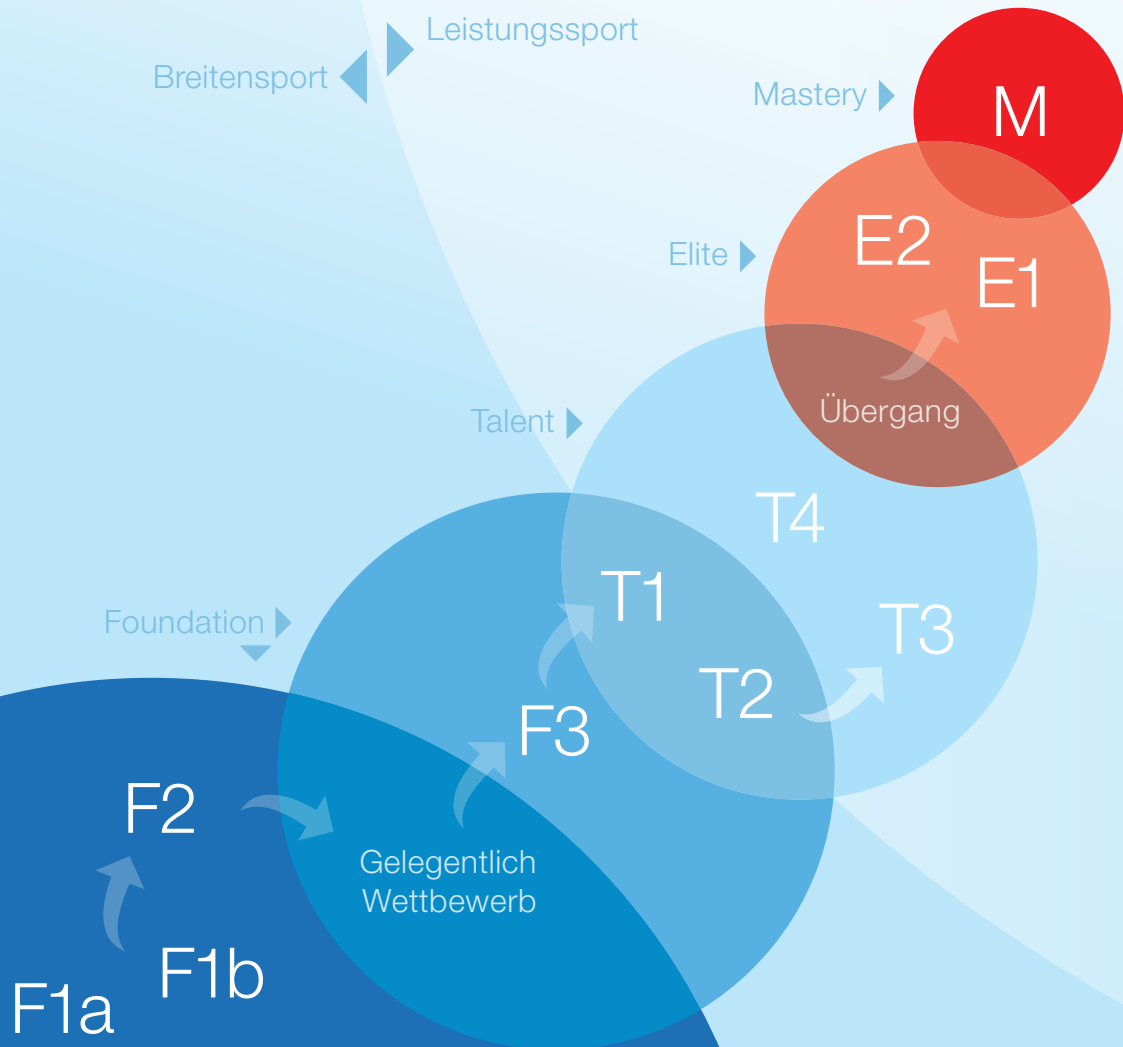 Leistungssport
Breitensport
Mastery
M
E2
E1
Elite
Übergang
Talent
T4
T1
T3
T2
Foundation
F3
F2
Gelegentlich
Wettbewerb
F1b
F1a